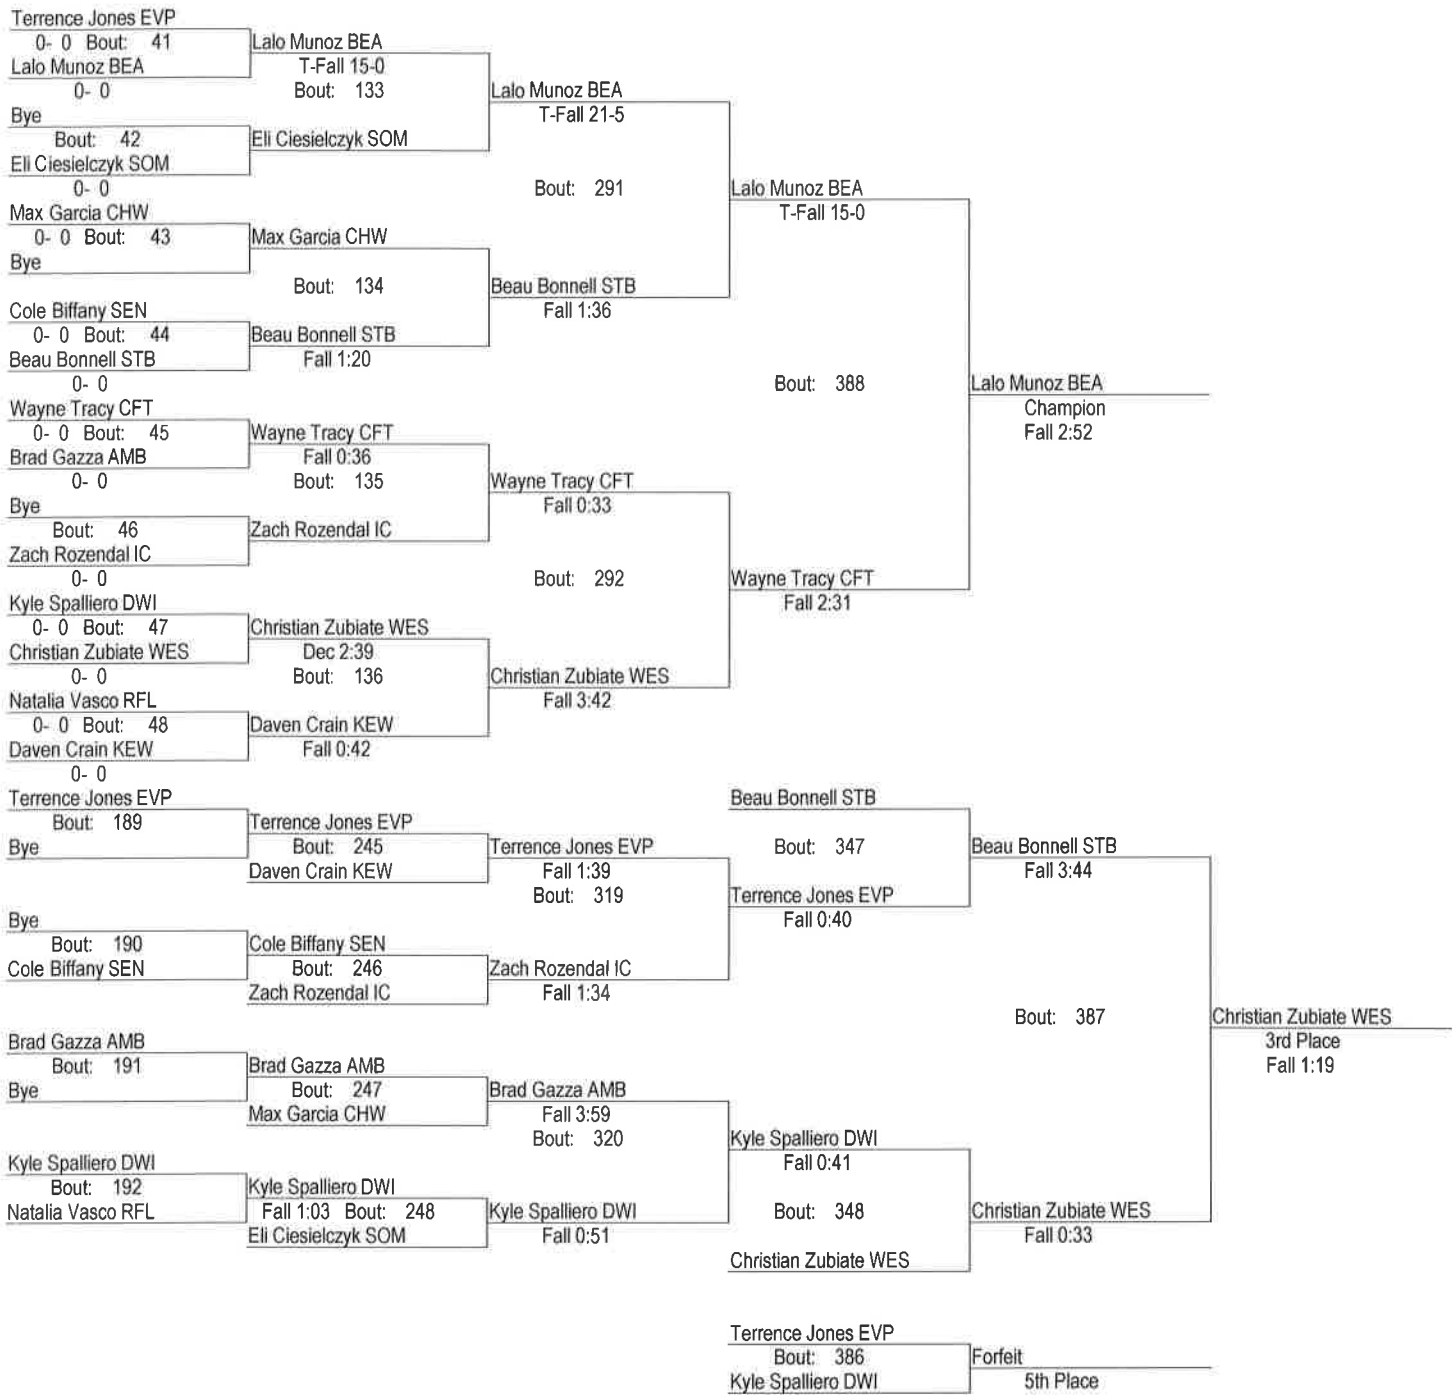 Terrence Jones EVP
0- 0 Bout: 41
Lalo Munoz BEA
0- 0
Bye
Bout: 42
Eli Ciesielczyk SOM
0- 0
Max Garcia CHW
0- 0 Bout: 43
Bye
Cole Biffany SEN
0- 0 Bout: 44
Beau Bonnell STB
0- 0
Wayne Tracy CFT
0- 0 Bout: 45
Brad Gazza AMB
0- 0
Bye
Bout: 46
Zach Rozendal IC
0- 0
Kyle Spalliero DWI
0- 0 Bout: 47
Christian Zubiate WES
0- 0
Natalia Vasco RFL
0- 0 Bout: 48
Daven Crain KEW
0- 0
Lalo Munoz BEA
T-Fall 15-0
Bout: 133
Eli Ciesielczyk SOM
Max Garcia CHW
Bout: 134
Beau Bonnell STB
Fall 1:20
Wayne Tracy CFT
Fall 0:36
Bout: 135
Zach Rozendal IC
Christian Zubiate WES
Dec 2:39
Bout: 136
Daven Crain KEW
Fall 0:42
Lalo Munoz BEA
T-Fall 21-5
Bout: 291
Beau Bonnell STB
Fall 1:36
Wayne Tracy CFT
Fall 0:33
Bout: 292
Christian Zubiate WES
Fall 3:42
Lalo Munoz BEA
T-Fall 15-0
Bout: 388
Wayne Tracy CFT
Fall 2:31
Lalo Munoz BEA
Champion
Fall 2:52
Terrence Jones EVP
Bout: 189
Bye
Bye
Bout: 190
Cole Biffany SEN
Brad Gazza AMB
Bout: 191
Bye
Kyle Spalliero DWI
Bout: 192
Natalia Vasco RFL
Terrence Jones EVP
Bout: 245
Daven Crain KEW
Cole Biffany SEN
Bout: 246
Zach Rozendal IC
Brad Gazza AMB
Bout: 247
Max Garcia CHW
Kyle Spalliero DWI
Fall 1:03 Bout: 248
Eli Ciesielczyk SOM
Terrence Jones EVP
Fall 1:39
Bout: 319
Zach Rozendal IC
Fall 1:34
Brad Gazza AMB
Fall 3:59
Bout: 320
Kyle Spalliero DWI
Fall 0:51
Beau Bonnell STB
Bout: 347
Terrence Jones EVP
Fall 0:40
Kyle Spalliero DWI
Fall 0:41
Bout: 348
Christian Zubiate WES
Beau Bonnell STB
Fall 3:44
Bout: 387
Christian Zubiate WES
Fall 0:33
Christian Zubiate WES
3rd Place
Fall 1:19
Terrence Jones EVP
Bout: 386
Kyle Spalliero DWI
Forfeit
5th Place